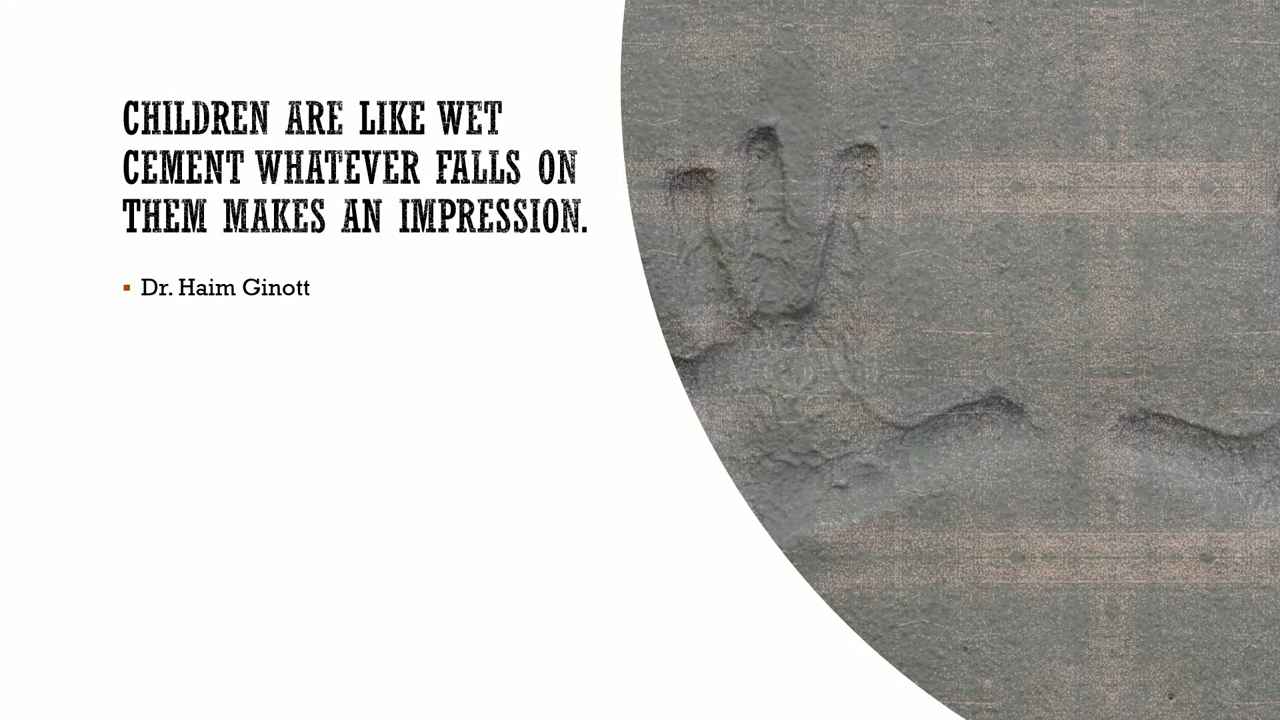 CHILDREN ARE LIKE WET
CEMENT WHATEVER FALLS ON
THEM MAKES AN IMPRESSION.
▪ Dr. Haim Ginott